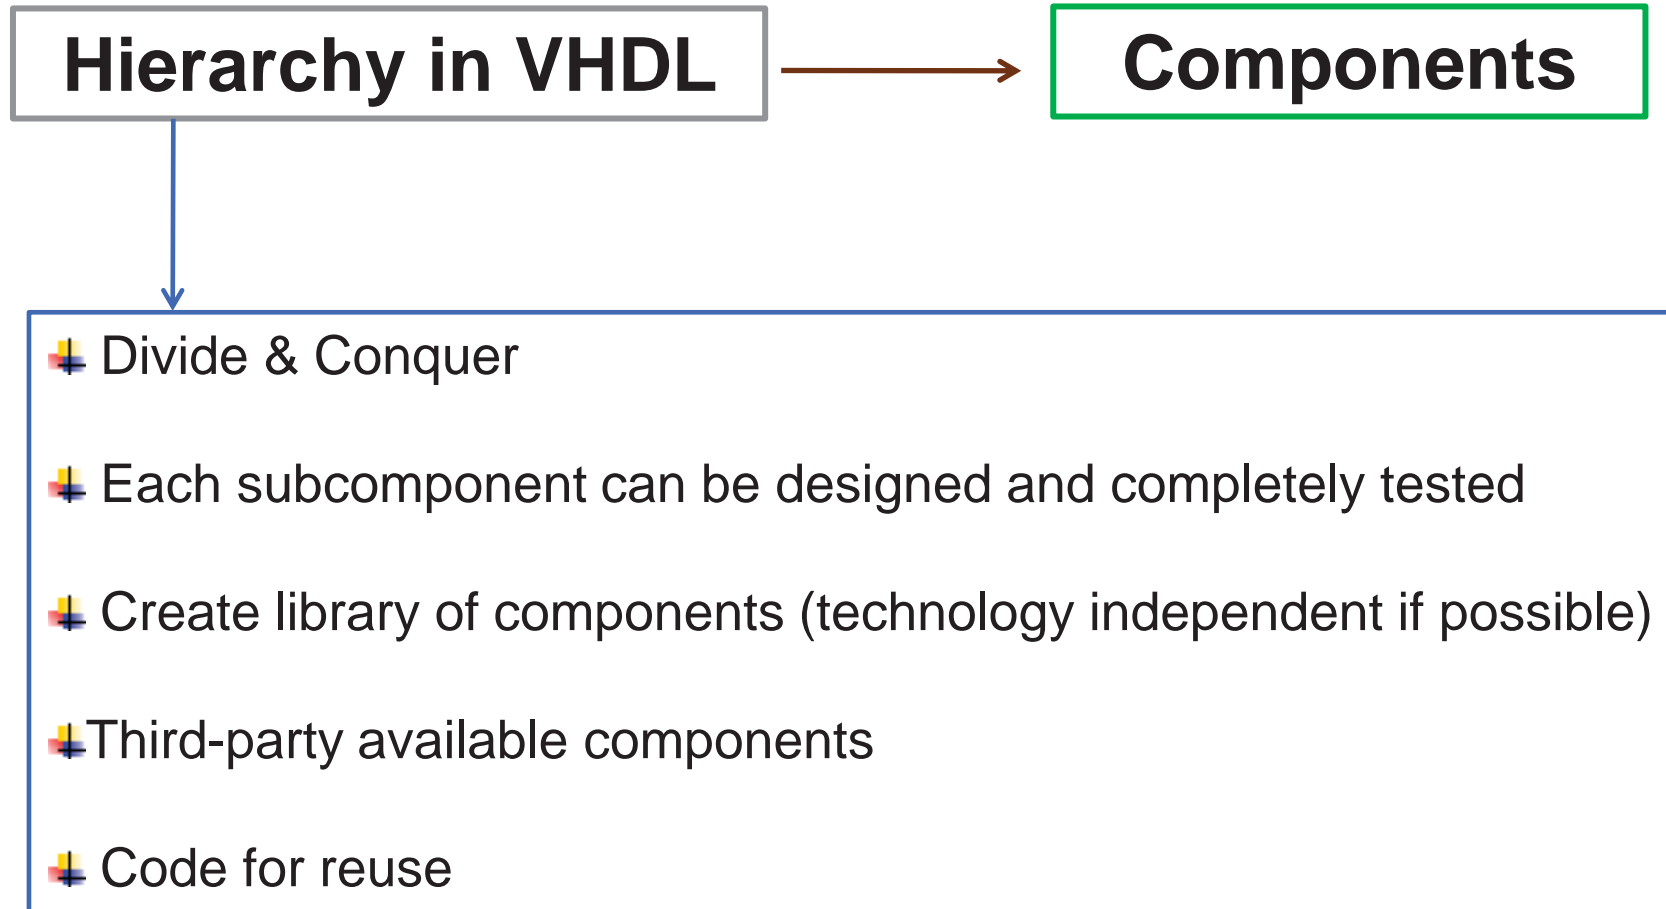 Hierarchy in VHDL
Components
Divide & Conquer
Each subcomponent can be designed and completely tested
Create library of components (technology independent if possible)
Third-party available components
Code for reuse